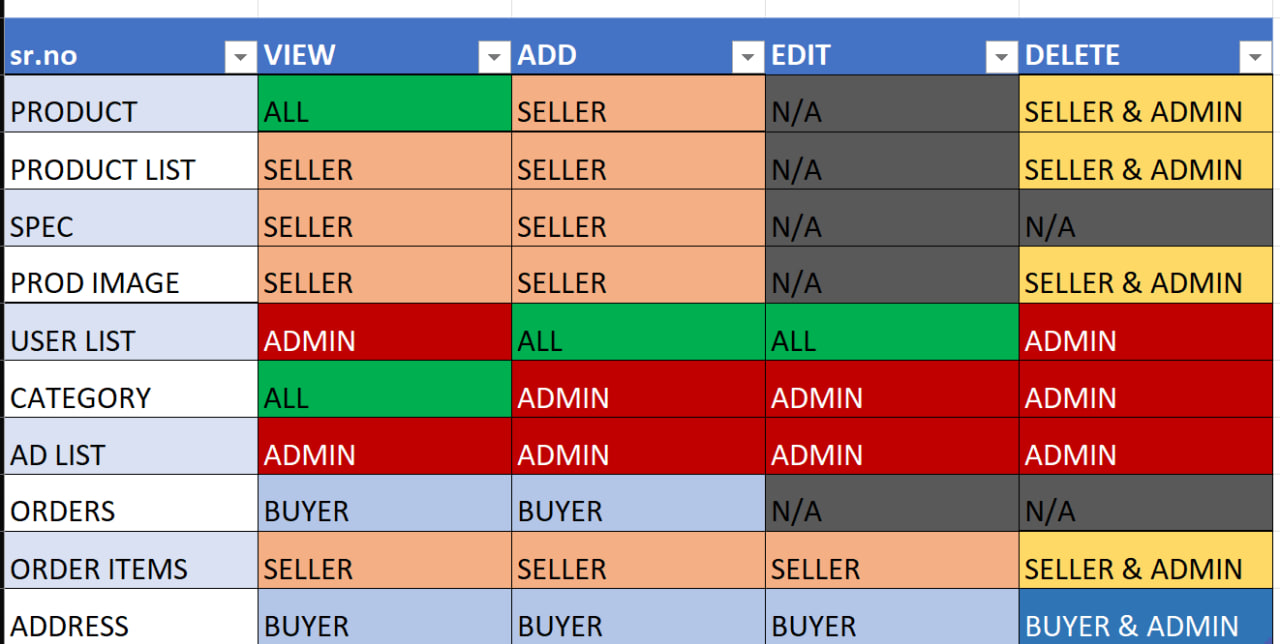 sr.no VIEW ADD EDIT DELETE
PRODUCT ALL SELLER N/A SELLER & ADMIN
PRODUCT LIST SELLER SELLER N/A SELLER & ADMIN
SPEC SELLER SELLER N/A N/A
PROD IMAGE SELLER SELLER N/A SELLER & ADMIN
USER LIST ADMIN ALL ALL ADMIN
CATEGORY ALL ADMIN ADMIN ADMIN
AD LIST ADMIN ADMIN ADMIN ADMIN
ORDERS BUYER BUYER N/A N/A
ORDER ITEMS SELLER SELLER SELLER SELLER & ADMIN
ADDRESS BUYER BUYER BUYER BUYER & ADMIN